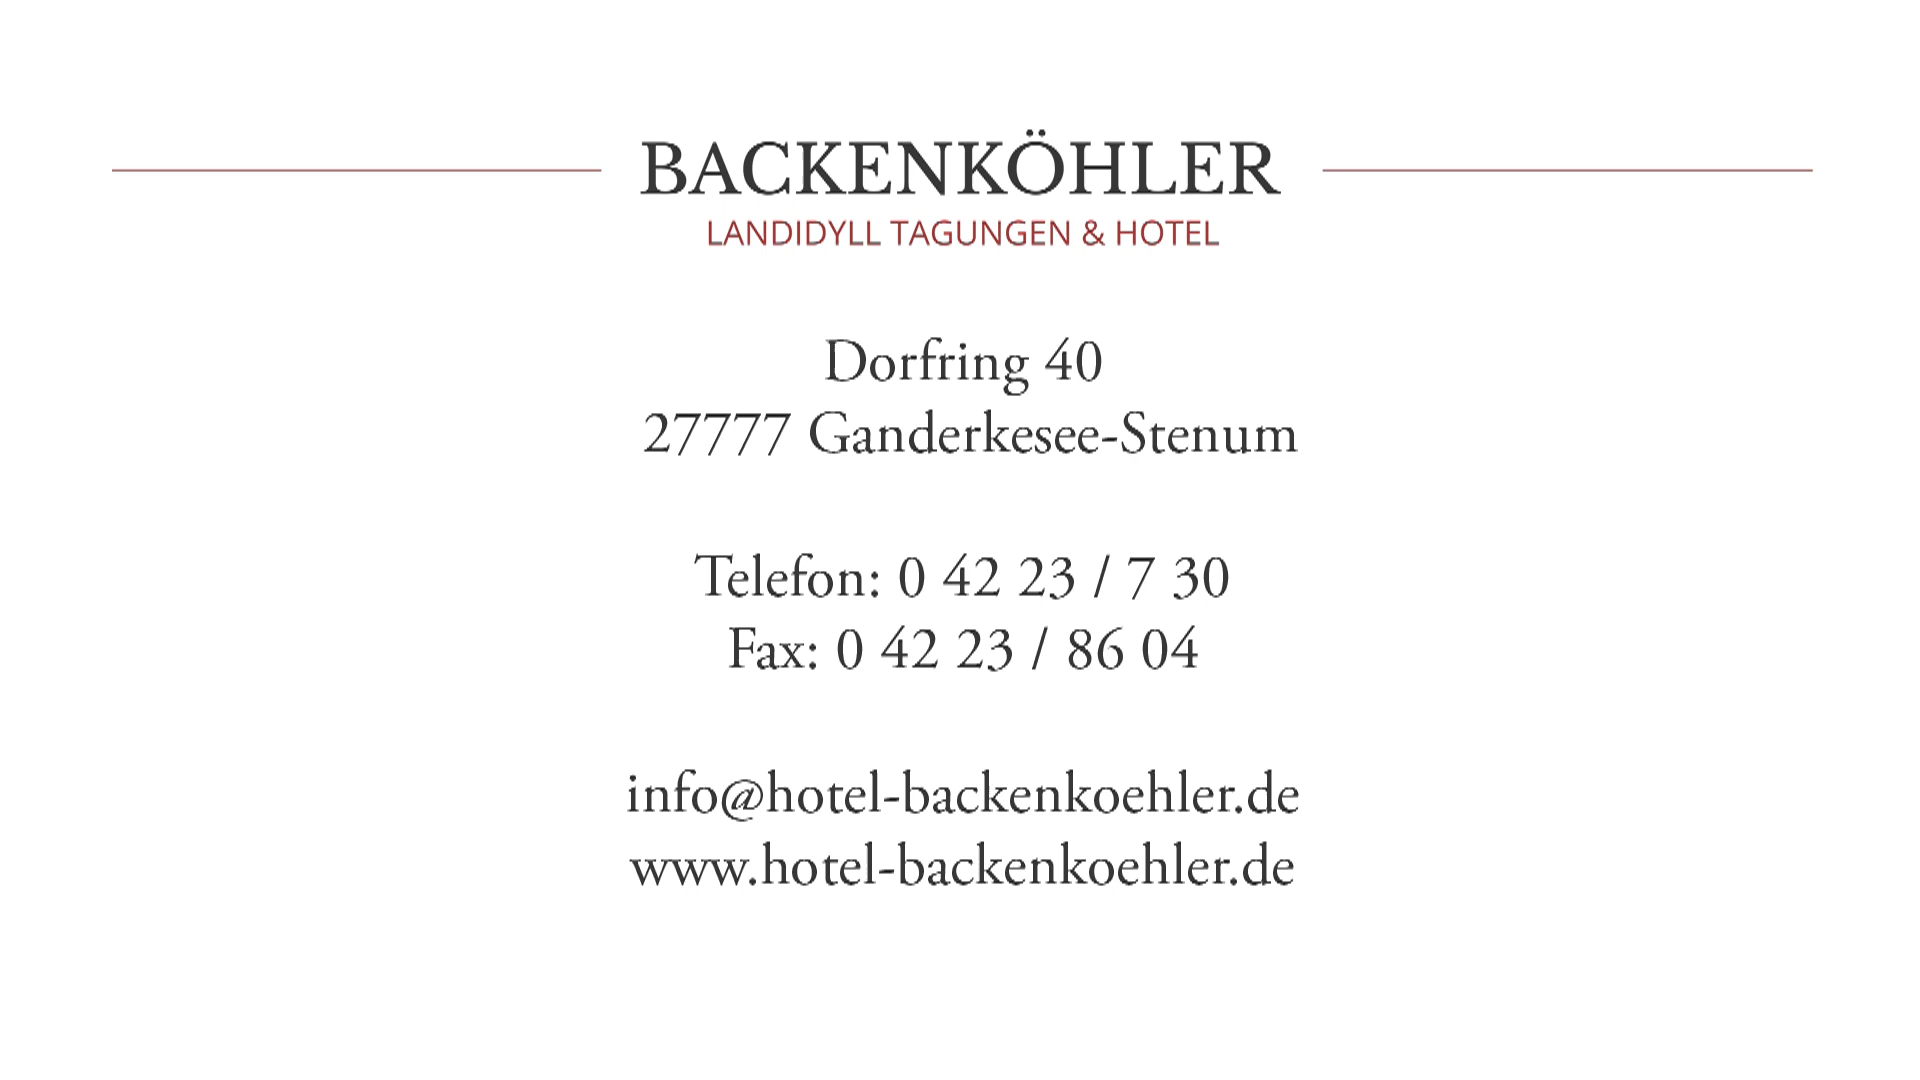 BACKENKÖHLER
LANDIDYLL TAGUNGEN & HOTEL
Dorfring 40
27777 Ganderkesee-Stenum
Telefon: 0 42 23 / 7 30
Fax: 0 42 23 / 86 04
info@hotel-backenkoehler.de
www.hotel-backenkoehler.de